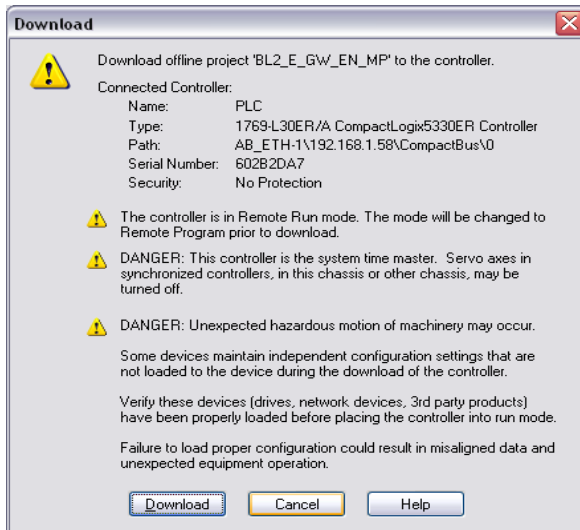 Download
Download offline project 'BL2_E_GW_EN_MP' to the controller.
Connected Controller:
Name: PLC
Type: 1769-L30ER/A CompactLogix5330ER Controller
Path: AB_ETH-1\192.168.1.58\CompactBus\0
Serial Number: 602B2DA7
Security: No Protection
The controller is in Remote Run mode. The mode will be changed to
Remote Program prior to download.
DANGER: This controller is the system time master. Servo axes in
synchronized controllers, in this chassis or other chassis, may be
turned off.
DANGER: Unexpected hazardous motion of machinery may occur.
Some devices maintain independent configuration settings that are
not loaded to the device during the download of the controller.
Verify these devices (drives, network devices, 3rd party products)
have been properly loaded before placing the controller into run mode.
Failure to load proper configuration could result in misaligned data and
unexpected equipment operation.
Download Cancel Help